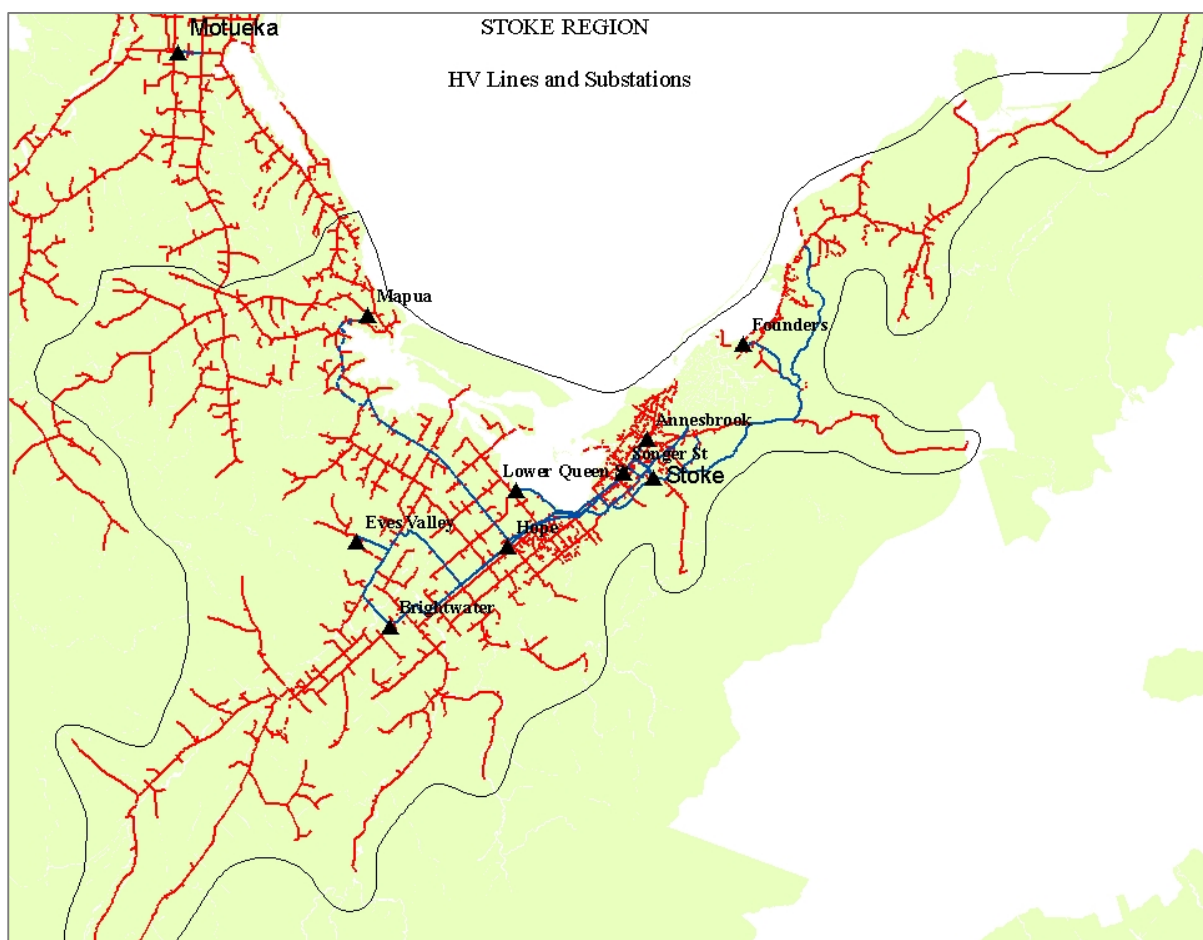 Motueka
STOKE REGION
HV Lines and Substations
Mapua
Founders
Annesbrook
Songer St
Lower Queen
Stoke
Eves Valley
Hope
Brightwater